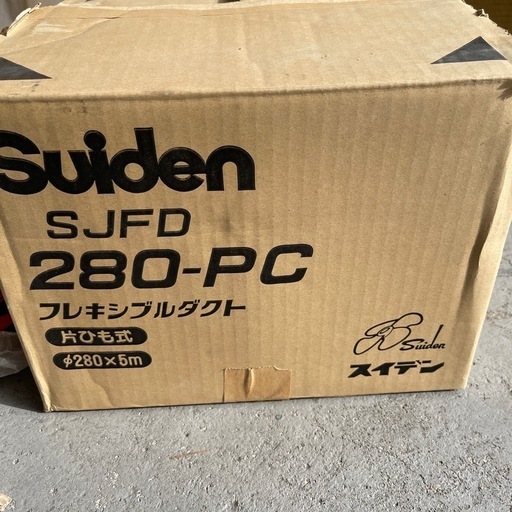 Suiden
SJFD
280-PC
フレキシブルダクト
片ひも式
φ280×5m
Suiden
スイデン